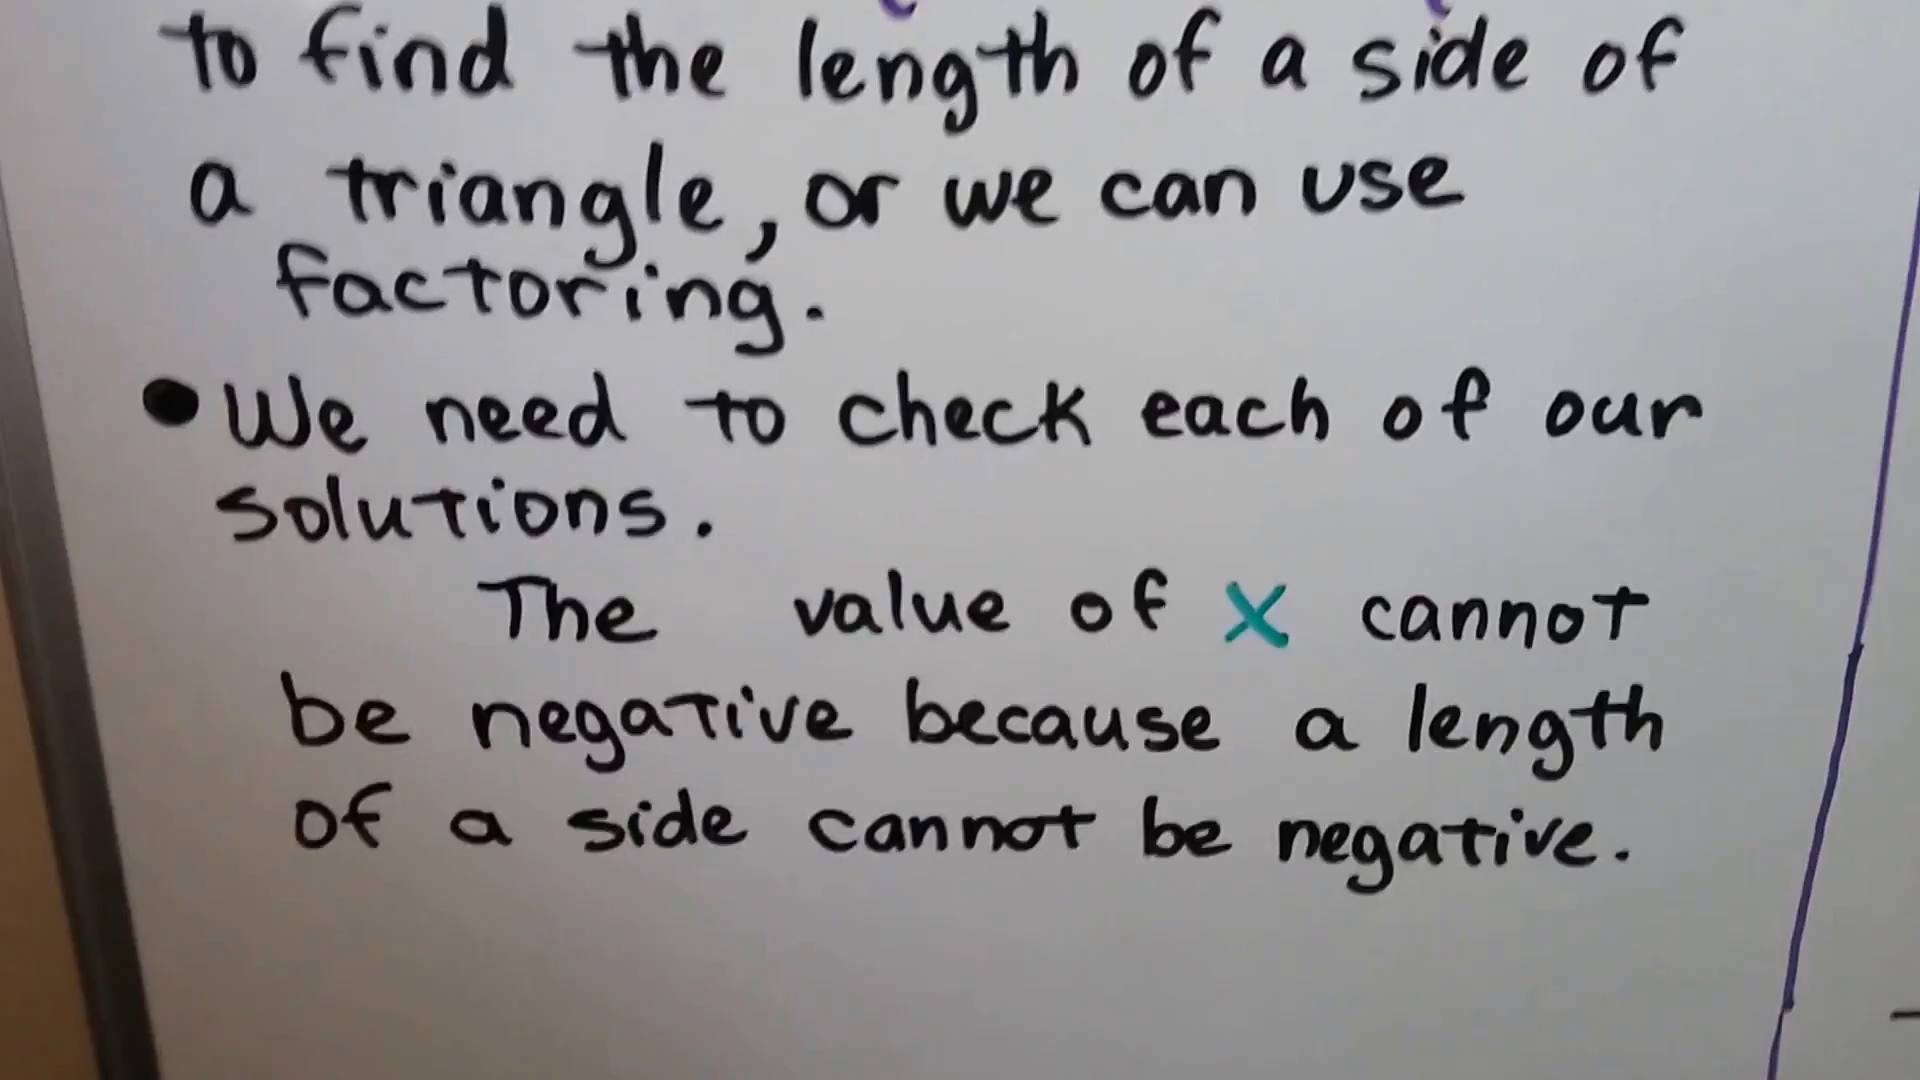 to find the length of a side of
a triangle, or we can use
factoring.
• We need to check each of our
solutions.
The value of x cannot
be negative because a length
of a side cannot be negative.